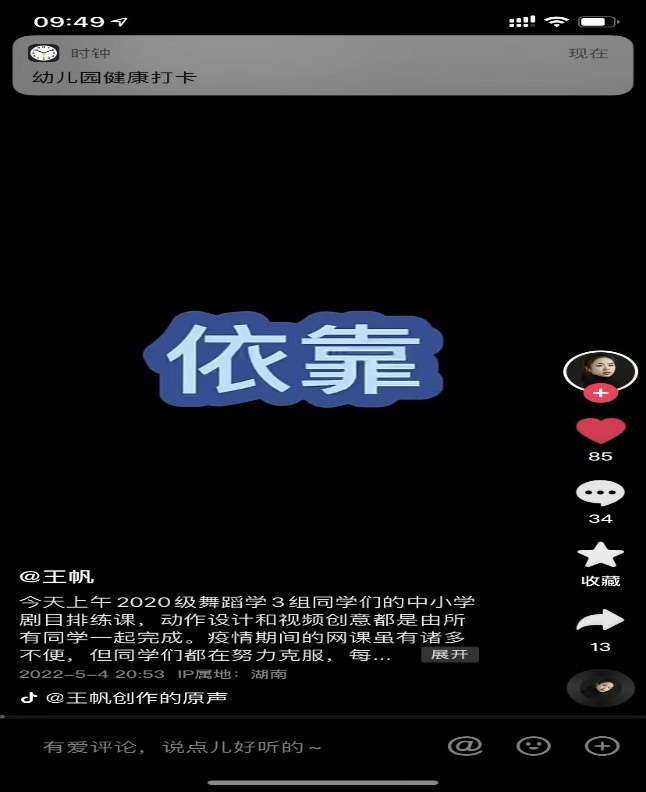 09:49
时钟 现在
幼儿园健康打卡
依靠
85
34
收藏
13
@王帆
今天上午2020级舞蹈学3组同学们的中小学
剧目排练课，动作设计和视频创意都是由所
有同学一起完成。疫情期间的网课虽有诸多
不便，但同学们都在努力克服，每... 展开
2022-5-4 20:53 IP属地：湖南
@王帆创作的原声
有爱评论，说点儿好听的~